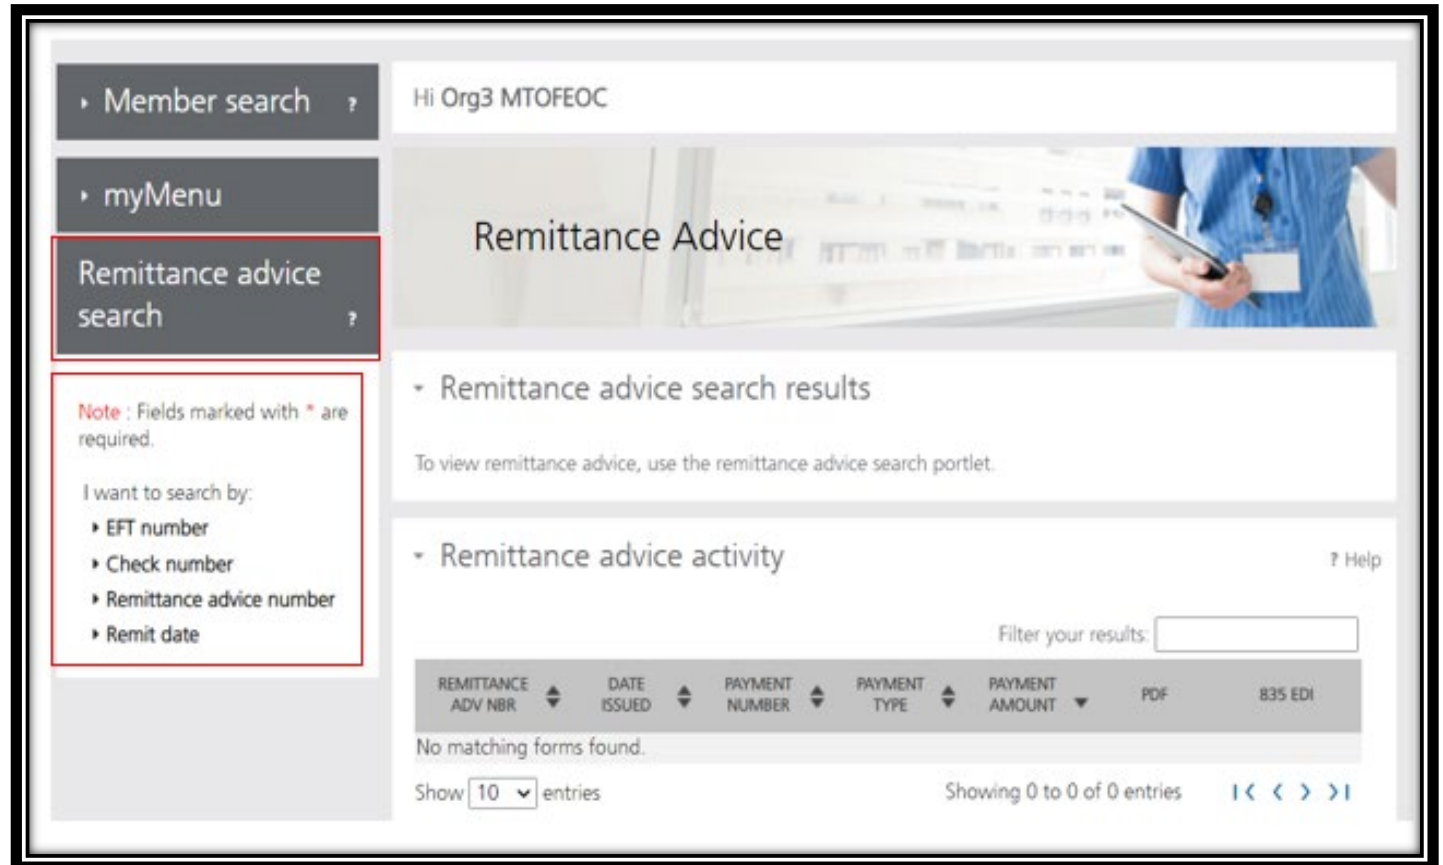 Member search ?
myMenu
Remittance advice
search ?
Note : Fields marked with * are
required.
I want to search by:
EFT number
Check number
Remittance advice number
Remit date
Hi Org3 MTOFEOC
Remittance Advice
Remittance advice search results
To view remittance advice, use the remittance advice search portlet.
Remittance advice activity ? Help
Filter your results:
REMITTANCE ADV NBR DATE ISSUED PAYMENT NUMBER PAYMENT TYPE PAYMENT AMOUNT PDF 835 EDI
No matching forms found.
Show 10 entries Showing 0 to 0 of 0 entries